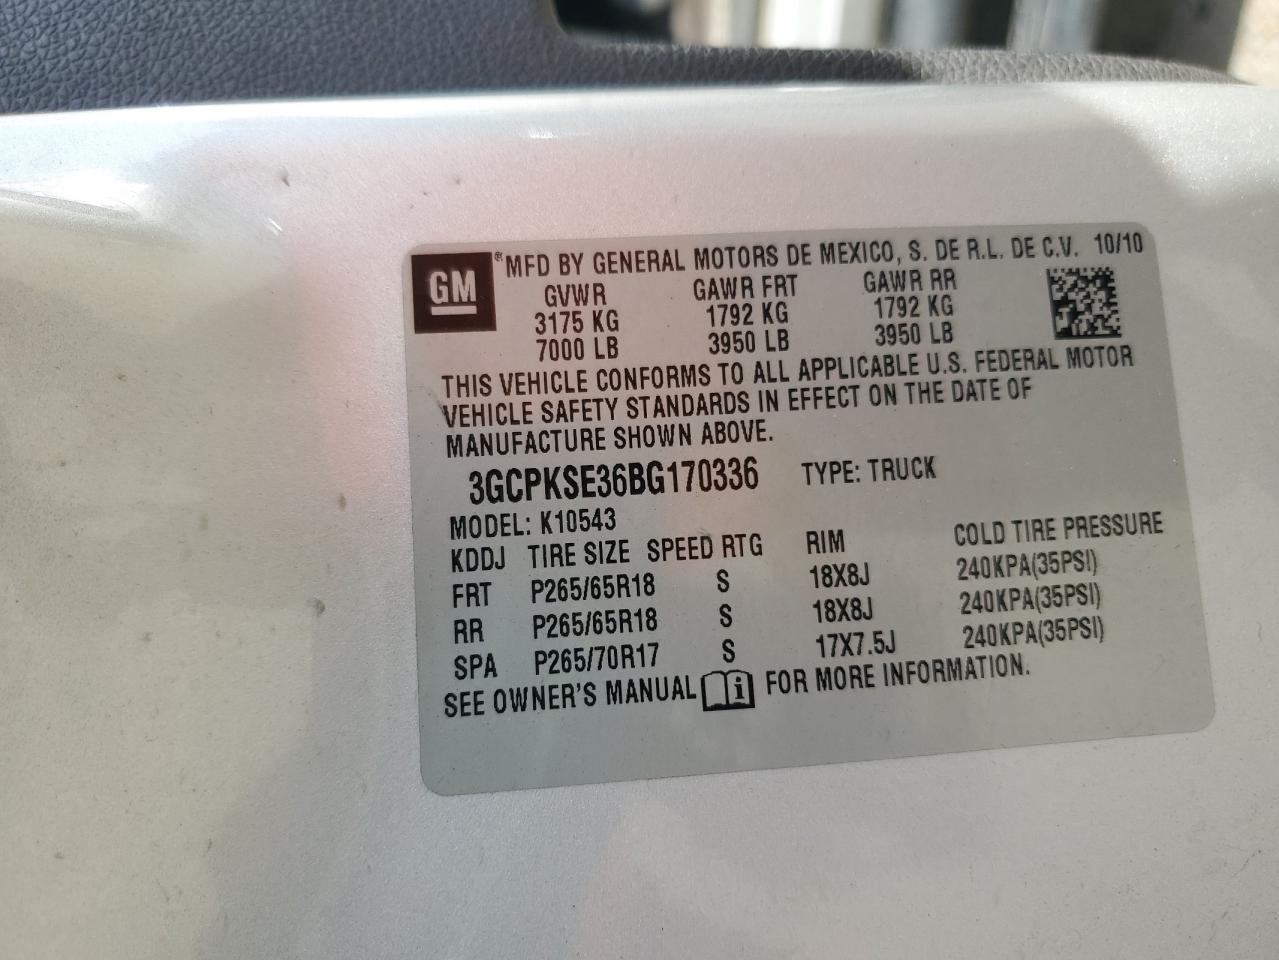 GM ® MFD BY GENERAL MOTORS DE MEXICO, S. DE R.L. DE C.V. 10/10
GVWR GAWR FRT GAWR RR
3175 KG 1792 KG 1792 KG
7000 LB 3950 LB 3950 LB
THIS VEHICLE CONFORMS TO ALL APPLICABLE U.S. FEDERAL MOTOR
VEHICLE SAFETY STANDARDS IN EFFECT ON THE DATE OF
MANUFACTURE SHOWN ABOVE.
3GCPKSE36BG170336 TYPE: TRUCK
MODEL: K10543
KDDJ TIRE SIZE SPEED RTG RIM COLD TIRE PRESSURE
FRT P265/65R18 S 18X8J 240KPA(35PSI)
RR P265/65R18 S 18X8J 240KPA(35PSI)
SPA P265/70R17 S 17X7.5J 240KPA(35PSI)
SEE OWNER'S MANUAL i FOR MORE INFORMATION.